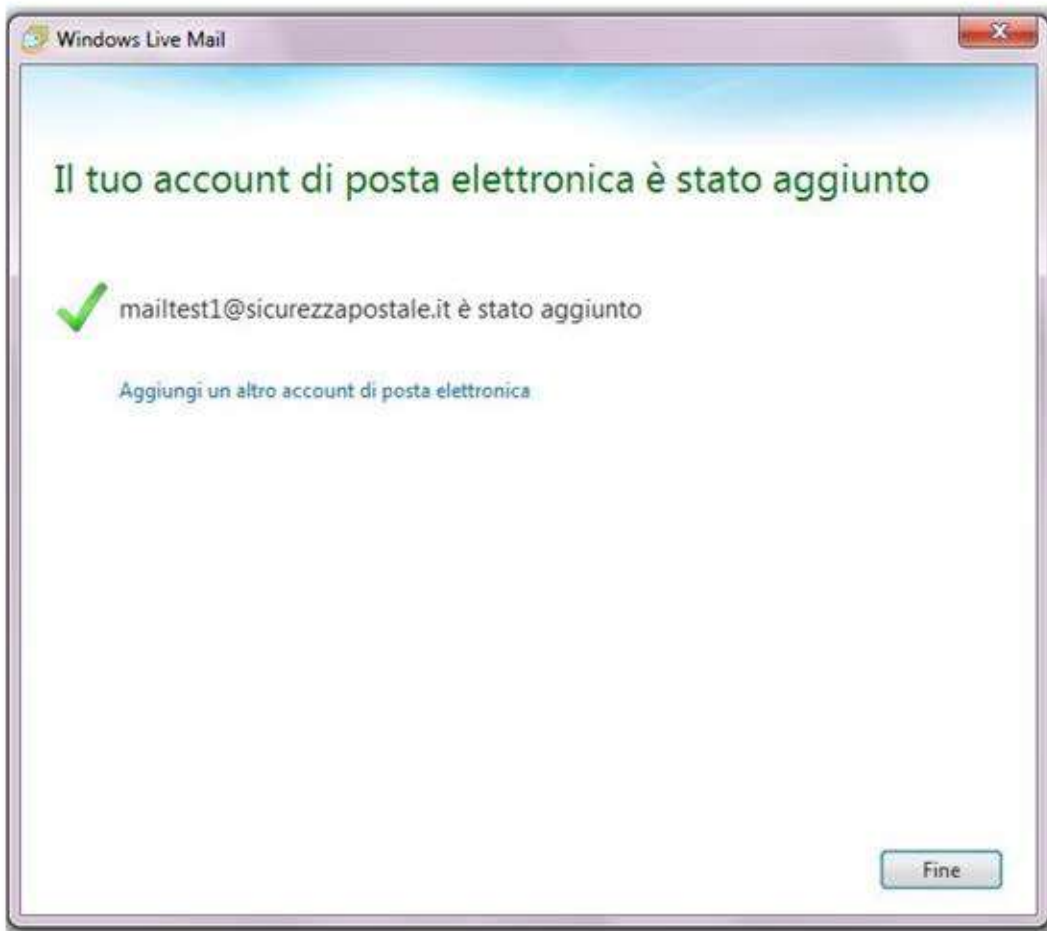 Windows Live Mail
Il tuo account di posta elettronica è stato aggiunto
mailtest1@sicurezzapostale.it è stato aggiunto
Aggiungi un altro account di posta elettronica
Fine